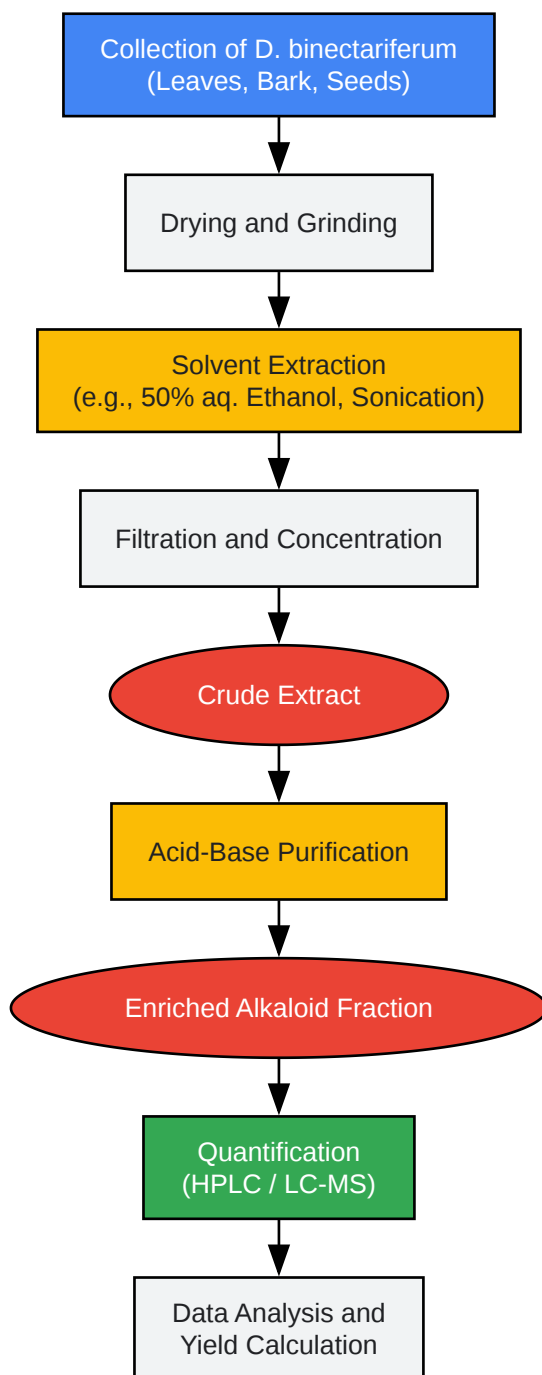 Collection of D. binectariferum
(Leaves, Bark, Seeds)
Drying and Grinding
Solvent Extraction
(e.g., 50% aq. Ethanol, Sonication)
Filtration and Concentration
Crude Extract
Acid-Base Purification
Enriched Alkaloid Fraction
Quantification
(HPLC / LC-MS)
Data Analysis and
Yield Calculation